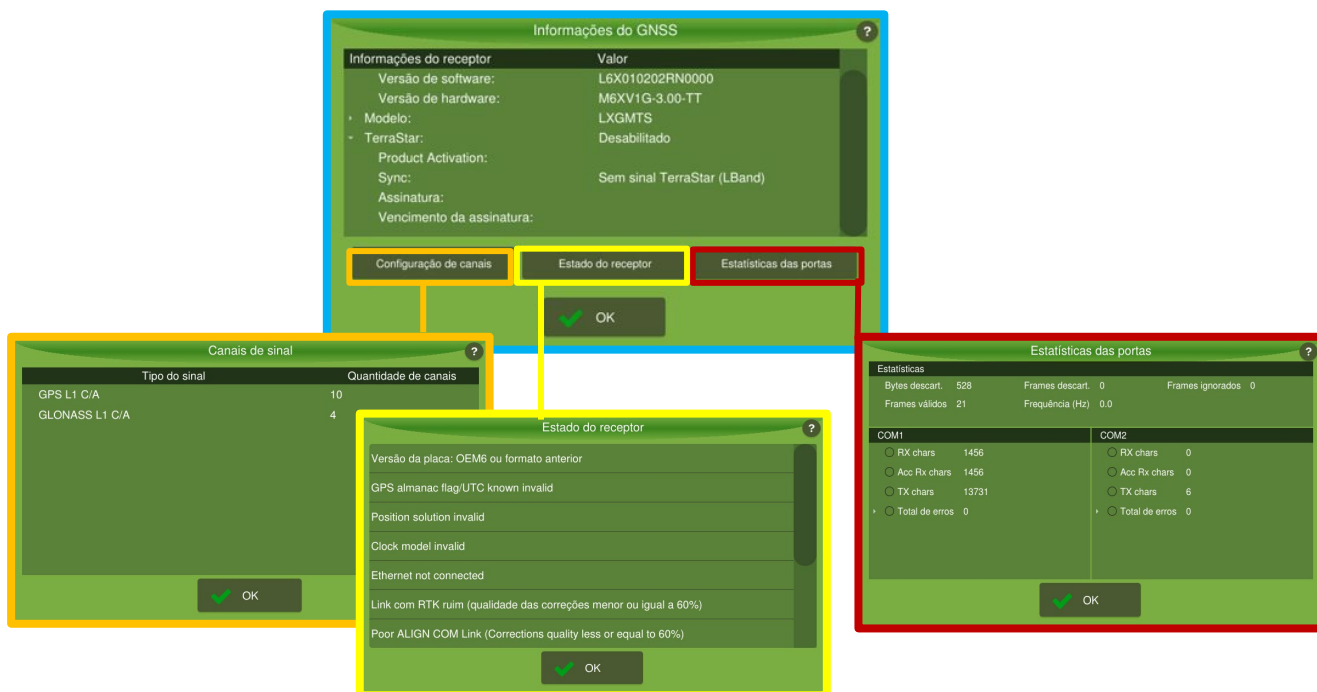 Informações do GNSS
?
Informações do receptor Valor
Versão de software: L6X010202RN0000
Versão de hardware: M6XV1G-3.00-TT
Modelo: LXGMTS
TerraStar: Desabilitado
Product Activation:
Sync: Sem sinal TerraStar (LBand)
Assinatura:
Vencimento da assinatura:
Configuração de canais Estado do receptor Estatísticas das portas
OK
Canais de sinal
?
Tipo do sinal Quantidade de canais
GPS L1 C/A 10
GLONASS L1 C/A 4
OK
Estado do receptor
?
Versão da placa: OEM6 ou formato anterior
GPS almanac flag/UTC known invalid
Position solution invalid
Clock model invalid
Ethernet not connected
Link com RTK ruim (qualidade das correções menor ou igual a 60%)
Poor ALIGN COM Link (Corrections quality less or equal to 60%)
OK
Estatísticas das portas
?
Estatísticas
Bytes descart. 528 Frames descart. 0 Frames ignorados 0
Frames válidos 21 Frequência (Hz) 0.0
COM1 COM2
RX chars 1456 RX chars 0
Acc Rx chars 1456 Acc Rx chars 0
TX chars 13731 TX chars 6
Total de erros 0 Total de erros 0
OK